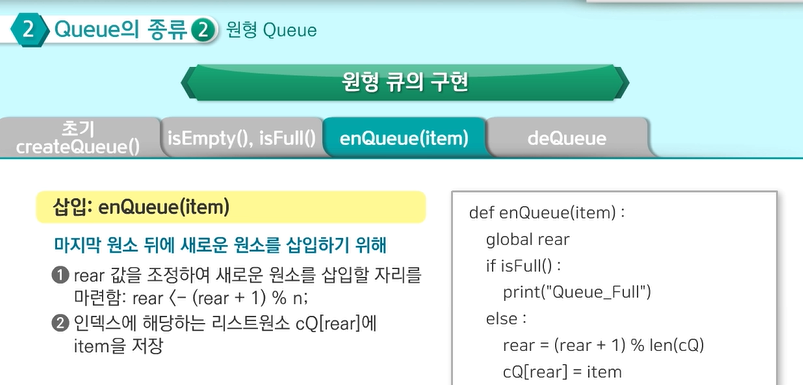 2 Queue의 종류 2 원형 Queue
원형 큐의 구현
초기
createQueue()
isEmpty(), isFull()
enQueue(item)
deQueue
삽입: enQueue(item)
마지막 원소 뒤에 새로운 원소를 삽입하기 위해
1 rear 값을 조정하여 새로운 원소를 삽입할 자리를
마련함: rear <- (rear + 1) % n;
2 인덱스에 해당하는 리스트원소 cQ[rear]에
item을 저장
def enQueue(item) :
global rear
if isFull() :
print("Queue_Full")
else :
rear = (rear + 1) % len(cQ)
cQ[rear] = item